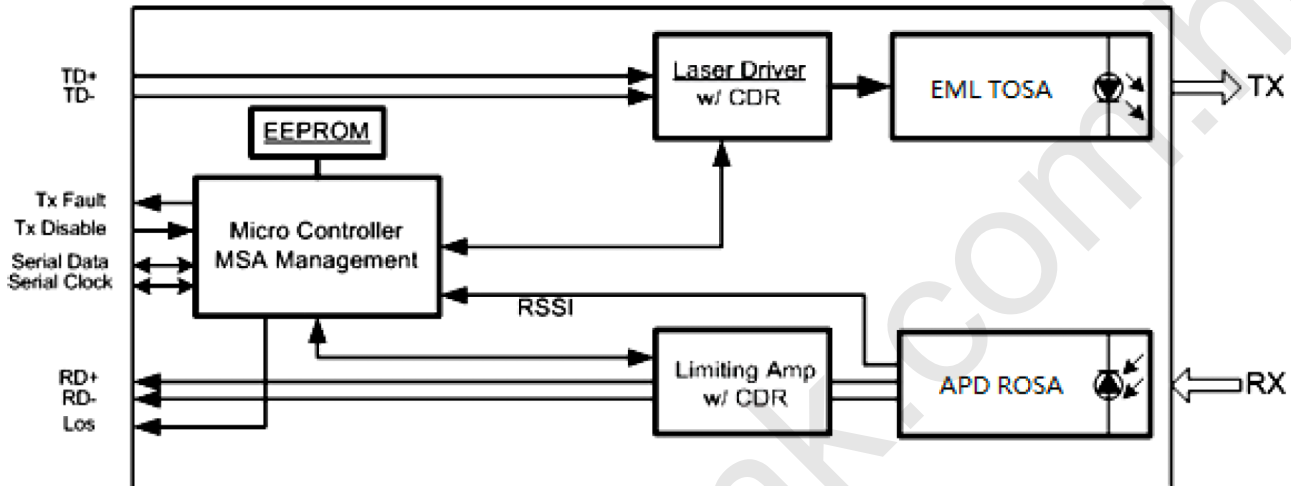 TD+
TD-
Laser Driver
w/ CDR
EML TOSA
TX
EEPROM
Tx Fault
Tx Disable
Serial Data
Serial Clock
Micro Controller
MSA Management
RSSI
RD+
RD-
Los
Limiting Amp
w/ CDR
APD ROSA
RX